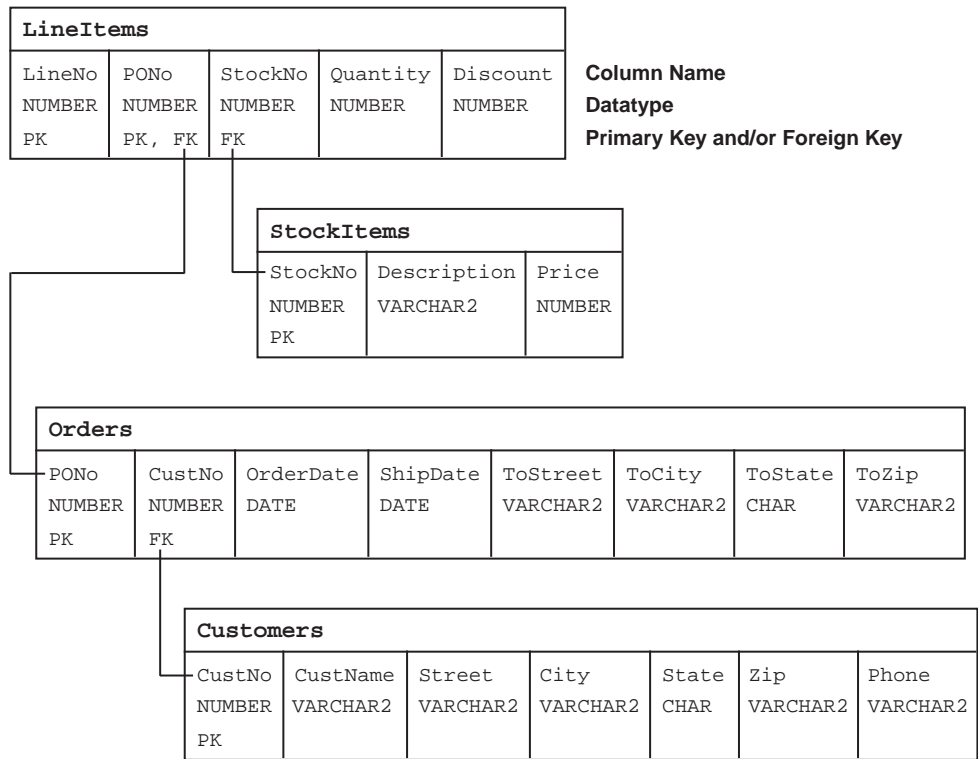 LineItems
LineNo PONo StockNo Quantity Discount Column Name
NUMBER NUMBER NUMBER NUMBER NUMBER Datatype
PK PK, FK FK Primary Key and/or Foreign Key
StockItems
StockNo Description Price
NUMBER VARCHAR2 NUMBER
PK
Orders
PONo CustNo OrderDate ShipDate ToStreet ToCity ToState ToZip
NUMBER NUMBER DATE DATE VARCHAR2 VARCHAR2 CHAR VARCHAR2
PK FK
Customers
CustNo CustName Street City State Zip Phone
NUMBER VARCHAR2 VARCHAR2 VARCHAR2 CHAR VARCHAR2 VARCHAR2
PK